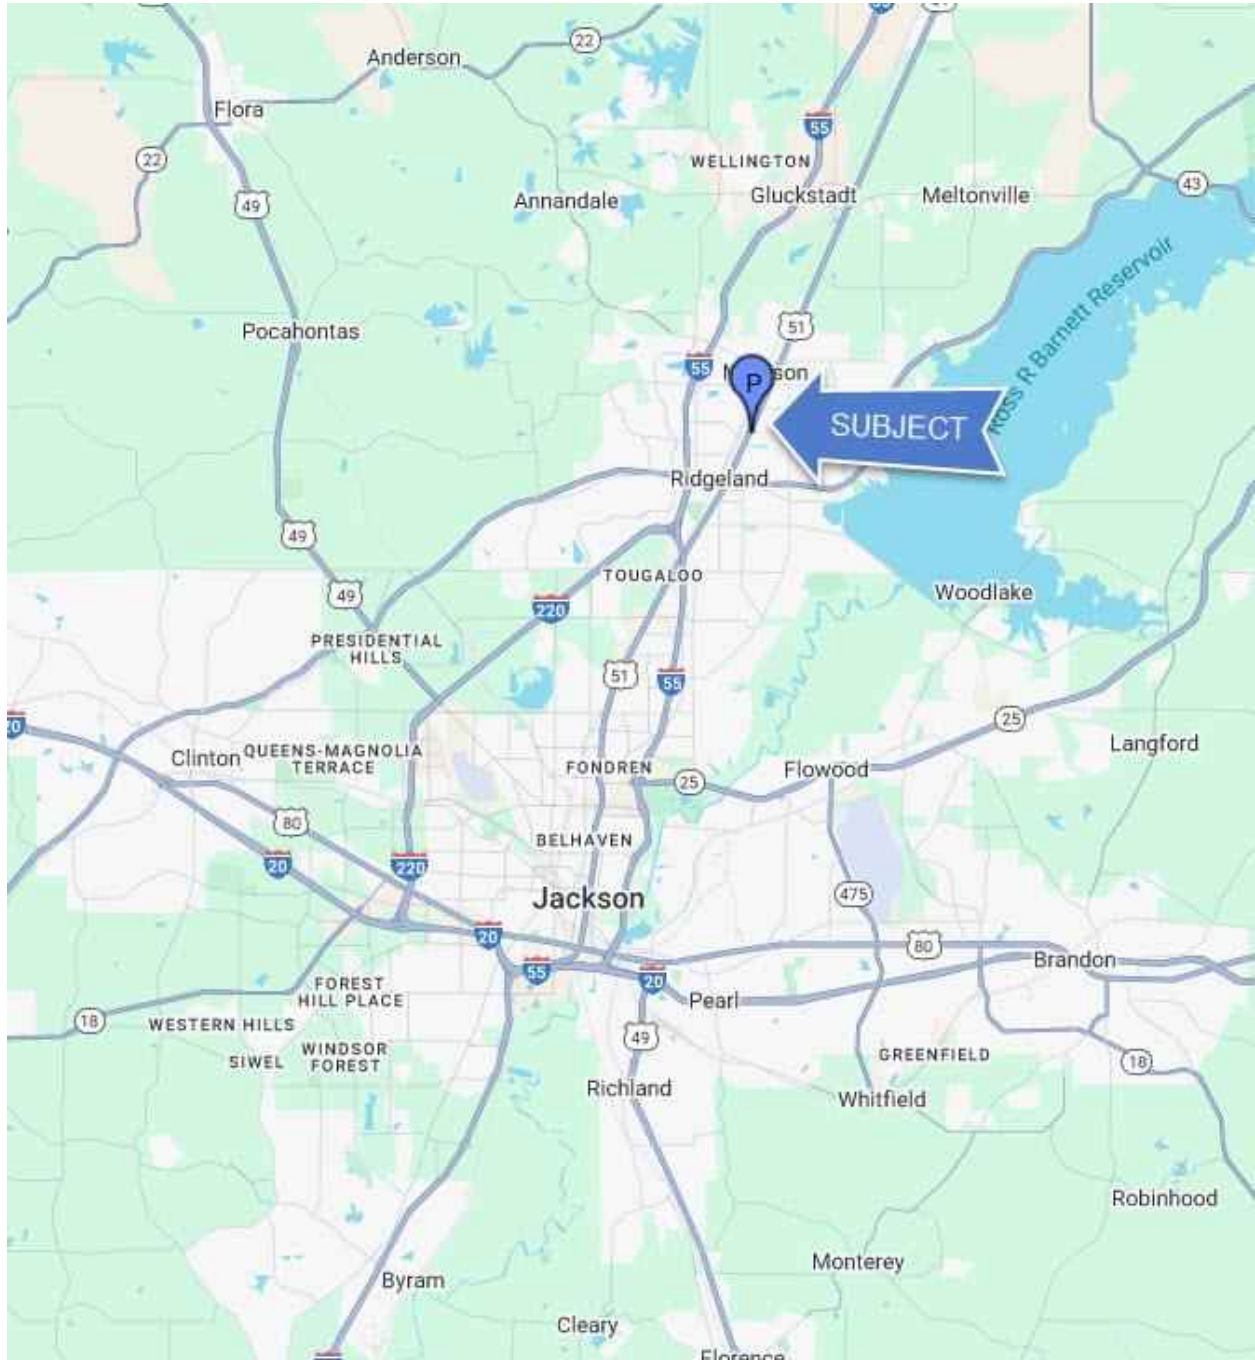 Anderson
22
Flora
55
WELLINGTON
22
Gluckstadt
Meltonville
43
49
Annandale
Ross R Barnett Reservoir
Pocahontas
51
55
P
SUBJECT
Ridgeland
49
TOUGALOO
49
220
Woodlake
PRESIDENTIAL
HILLS
51
55
20
25
Clinton
QUEENS-MAGNOLIA
TERRACE
FONDREN
25
Flowood
Langford
80
BELHAVEN
20
220
Jackson
475
20
80
Brandon
55
20
FOREST
HILL PLACE
Pearl
18
WESTERN HILLS
49
SIWEL
WINDSOR
FOREST
GREENFIELD
18
Richland
Whitfield
Robinhood
Monterey
Byram
Cleary
Florence